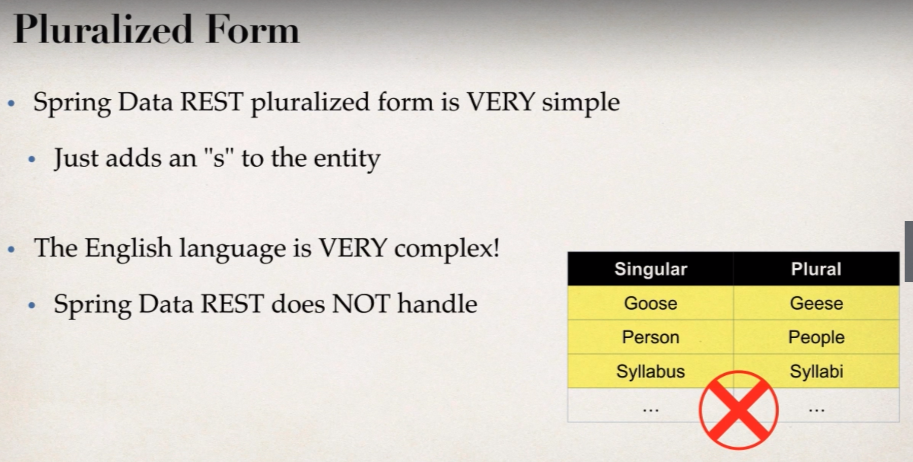 Pluralized Form
• Spring Data REST pluralized form is VERY simple
• Just adds an "s" to the entity
• The English language is VERY complex!
• Spring Data REST does NOT handle
Singular Plural
Goose Geese
Person People
Syllabus Syllabi
... ...